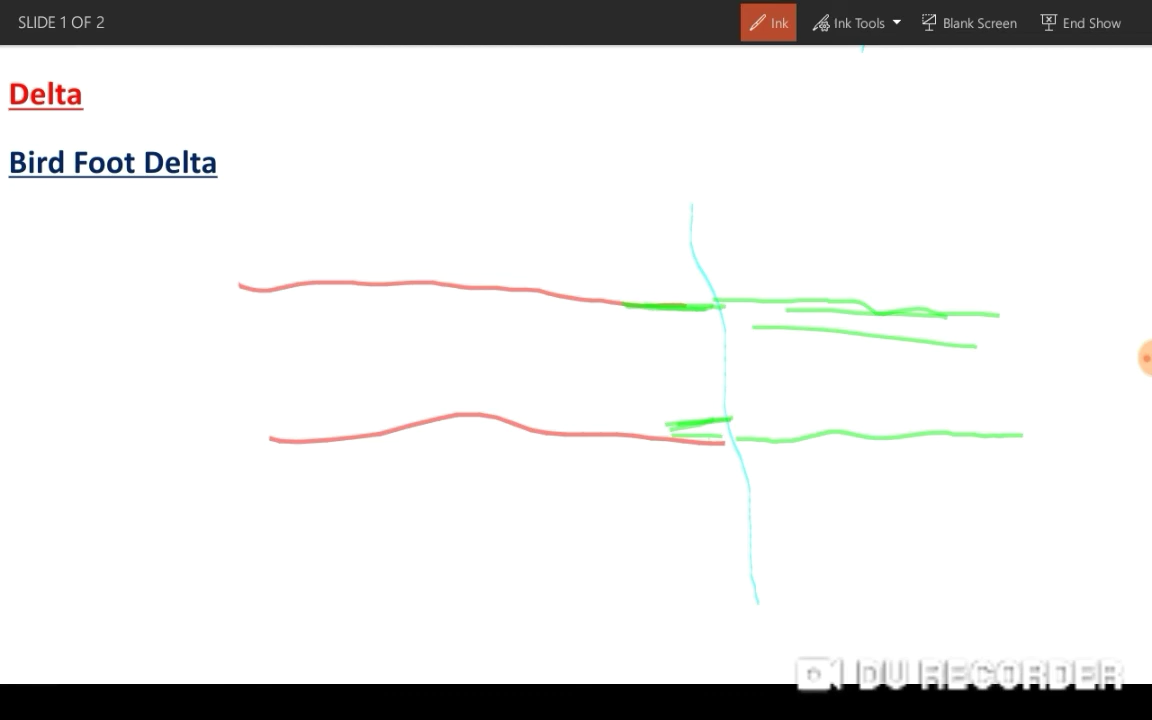 SLIDE 1 OF 2 Ink Ink Tools Blank Screen End Show
Delta
Bird Foot Delta
DU RECORDER